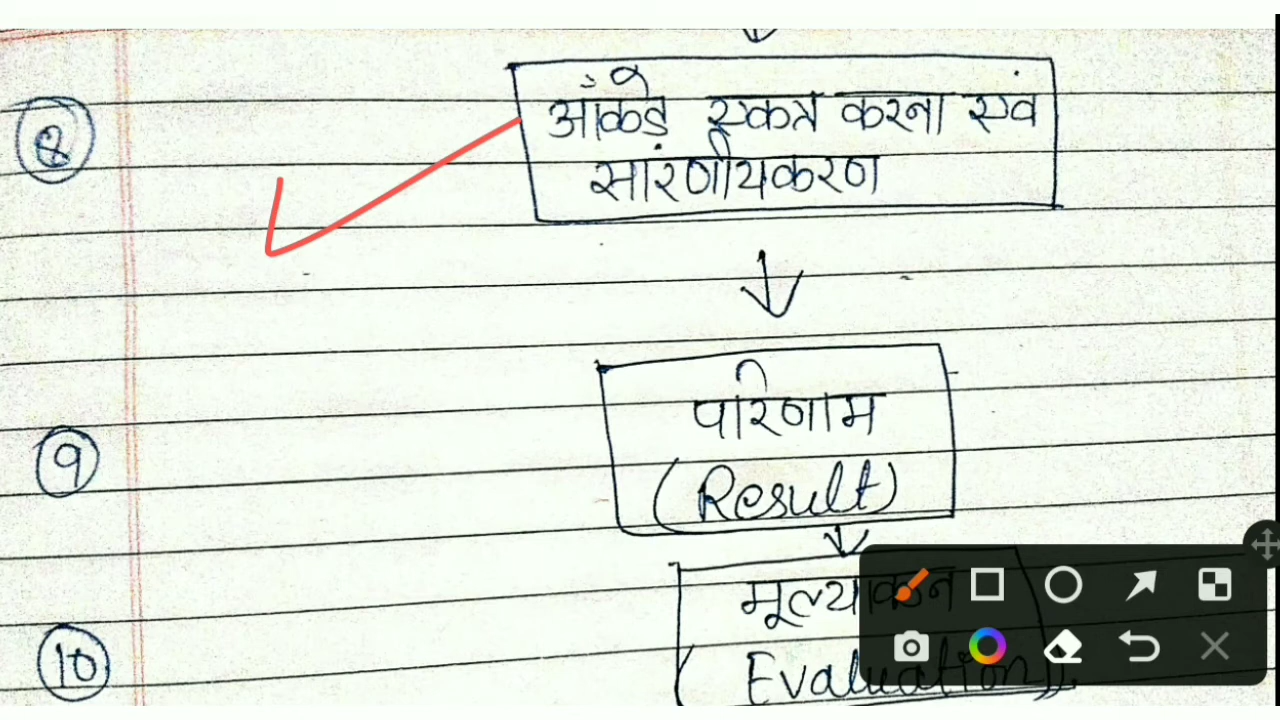 8
आँकडे़ एकत्र करना एवं
सांरणीयकरण
9
परिणाम
(Result)
10
मूल्याकन
(Evaluation)